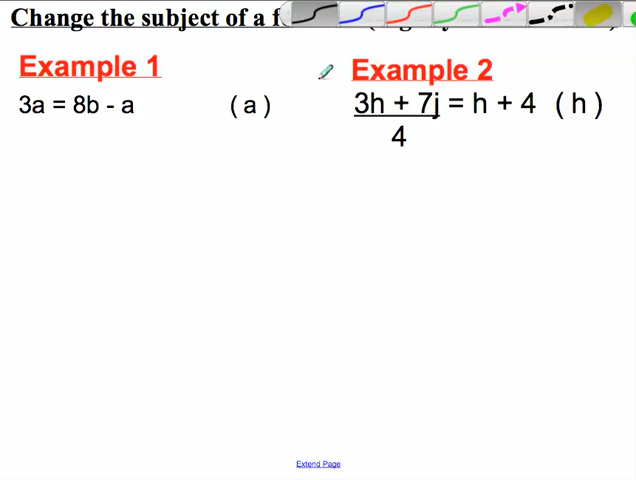 Change the subject of a f
Example 1
3a = 8b - a ( a )
Example 2
3h + 7j = h + 4 ( h )
4
Extend Page